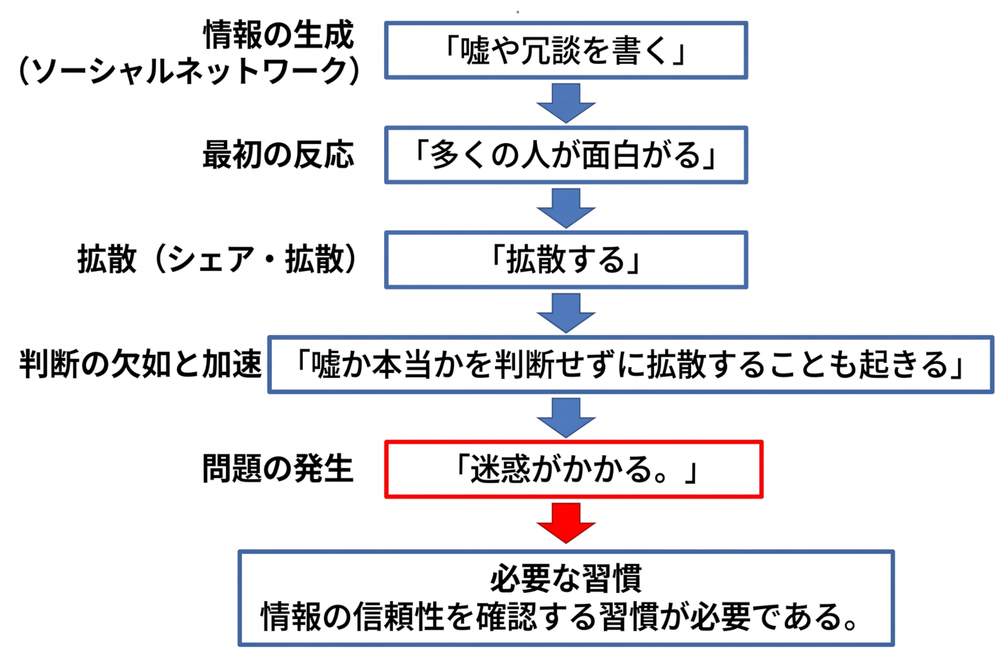 情報の生成
（ソーシャルネットワーク）
「嘘や冗談を書く」
最初の反応
「多くの人が面白がる」
拡散（シェア・拡散）
「拡散する」
判断の欠如と加速
「嘘か本当かを判断せずに拡散することも起きる」
問題の発生
「迷惑がかかる。」
必要な習慣
情報の信頼性を確認する習慣が必要である。